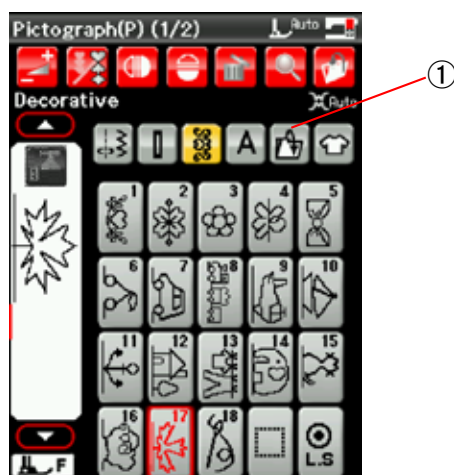 Pictograph(P) (1/2) Auto
①
Decorative Auto
A
1 2 3 4 5
6 7 8 9 10
11 12 13 14 15
16 17 18 L.S
F